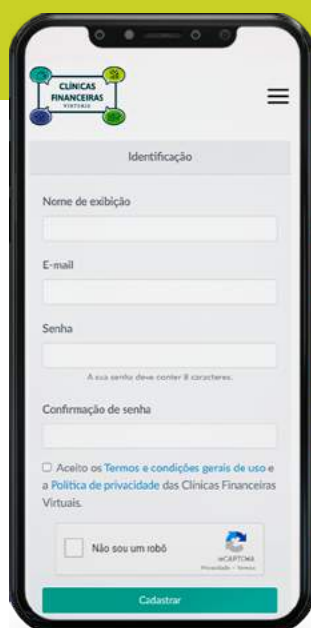 CLÍNICAS
FINANCEIRAS
VIRTUAIS
Identificação
Nome de exibição
E-mail
Senha
A sua senha deve conter 8 caracteres.
Confirmação de senha
Aceito os Termos e condições gerais de uso e
a Política de privacidade das Clínicas Financeiras
Virtuais.
Não sou um robô
reCAPTCHA
Privacidade - Termos
Cadastrar